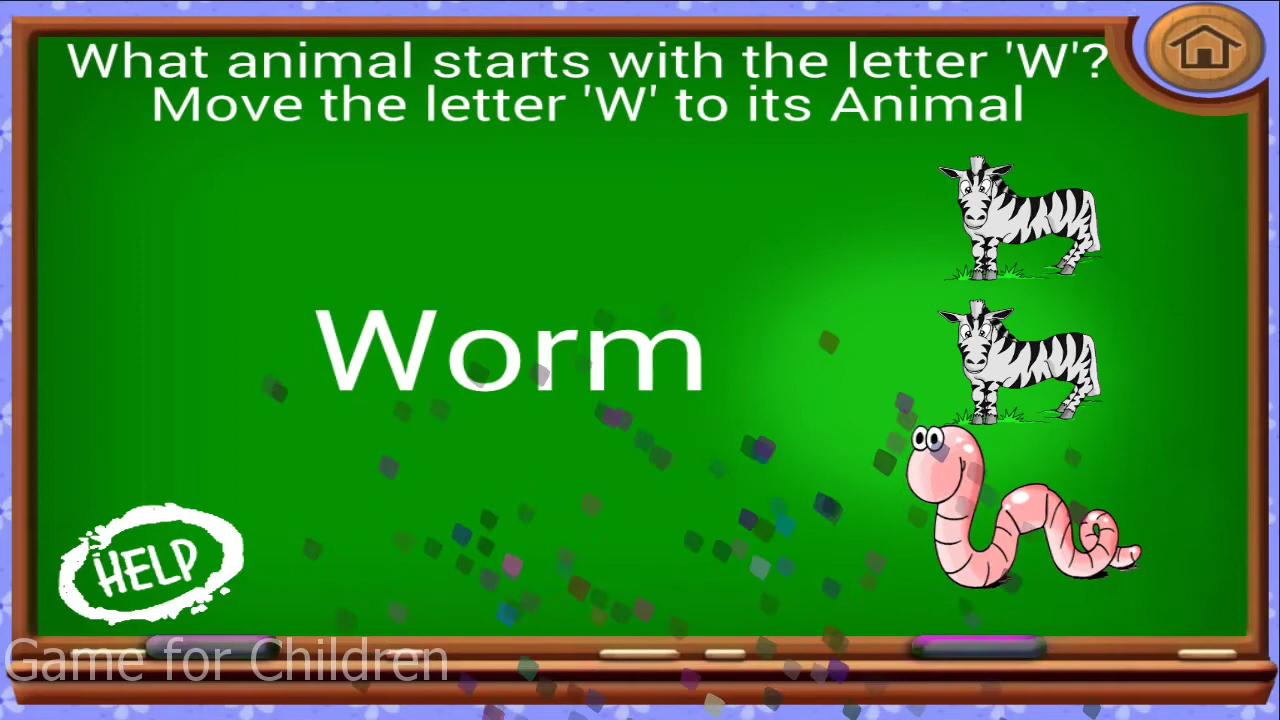 What animal starts with the letter 'W'?
Move the letter 'W' to its Animal
Worm
HELP
Game for Children